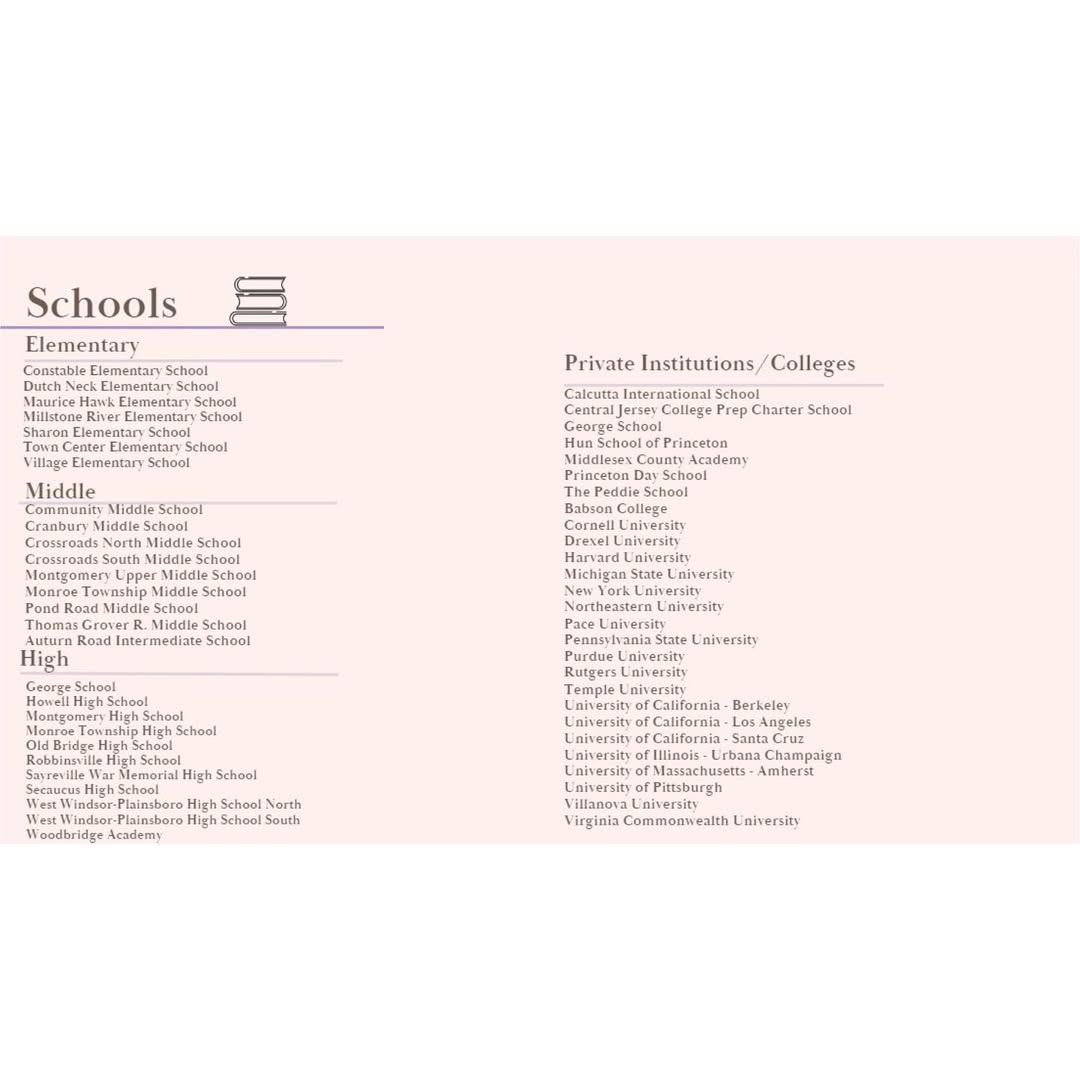 Schools
Elementary
Constable Elementary School
Dutch Neck Elementary School
Maurice Hawk Elementary School
Millstone River Elementary School
Sharon Elementary School
Town Center Elementary School
Village Elementary School
Middle
Community Middle School
Cranbury Middle School
Crossroads North Middle School
Crossroads South Middle School
Montgomery Upper Middle School
Monroe Township Middle School
Pond Road Middle School
Thomas Grover R. Middle School
Auturn Road Intermediate School
High
George School
Howell High School
Montgomery High School
Monroe Township High School
Old Bridge High School
Robbinsville High School
Sayreville War Memorial High School
Secaucus High School
West Windsor-Plainsboro High School North
West Windsor-Plainsboro High School South
Woodbridge Academy
Private Institutions/Colleges
Calcutta International School
Central Jersey College Prep Charter School
George School
Hun School of Princeton
Middlesex County Academy
Princeton Day School
The Peddie School
Babson College
Cornell University
Drexel University
Harvard University
Michigan State University
New York University
Northeastern University
Pace University
Pennsylvania State University
Purdue University
Rutgers University
Temple University
University of California - Berkeley
University of California - Los Angeles
University of California - Santa Cruz
University of Illinois - Urbana Champaign
University of Massachusetts - Amherst
University of Pittsburgh
Villanova University
Virginia Commonwealth University